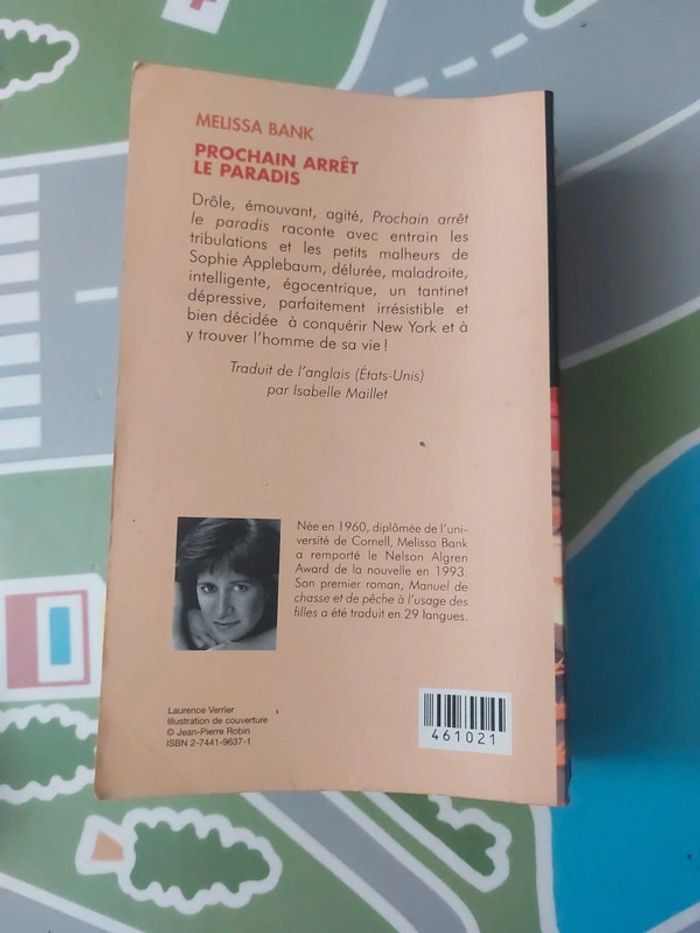 MELISSA BANK
PROCHAIN ARRÊT
LE PARADIS
Drôle, émouvant, agité, Prochain arrêt
le paradis raconte avec entrain les
tribulations et les petits malheurs de
Sophie Applebaum, délurée, maladroite,
intelligente, égocentrique, un tantinet
dépressive, parfaitement irrésistible et
bien décidée à conquérir New York et à
y trouver l'homme de sa vie !
Traduit de l'anglais (États-Unis)
par Isabelle Maillet
Née en 1960, diplômée de l'uni-
versité de Cornell, Melissa Bank
a remporté le Nelson Algren
Award de la nouvelle en 1993.
Son premier roman, Manuel de
chasse et de pêche à l'usage des
filles a été traduit en 29 langues.
Laurence Verrier
Illustration de couverture
© Jean-Pierre Robin
ISBN 2-7441-9637-1
461021